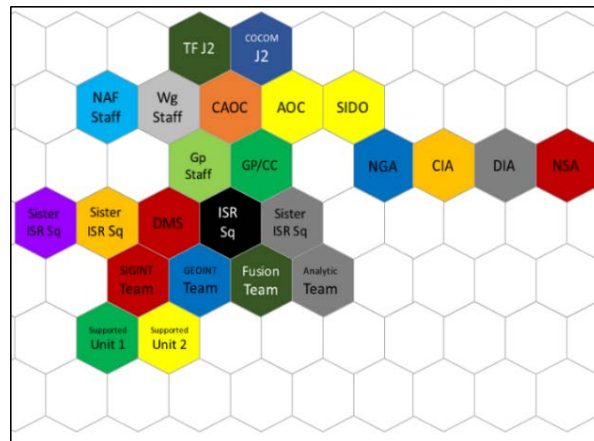 TF J2
COCOM
J2
NAF
Staff
Wg
Staff
CAOC
AOC
SIDO
Gp
Staff
GP/CC
NGA
CIA
DIA
NSA
Sister
ISR Sq
Sister
ISR Sq
DMS
ISR
Sq
Sister
ISR Sq
SIGINT
Team
GEOINT
Team
Fusion
Team
Analytic
Team
Supported
Unit 1
Supported
Unit 2